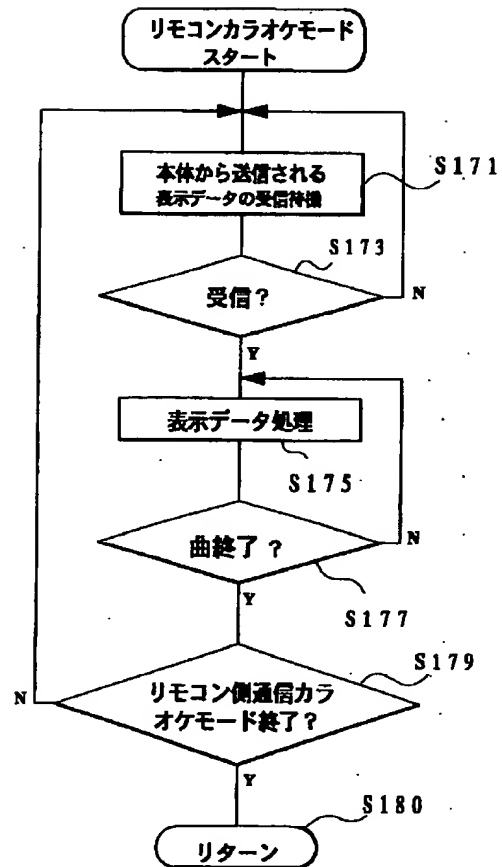 リモコンカラオケモード
スタート
本体から送信される
表示データの受信待機
S171
S173
受信?
N
Y
表示データ処理
S175
曲終了?
N
Y
S177
S179
リモコン側通信カラ
オケモード終了?
N
Y
S180
リターン